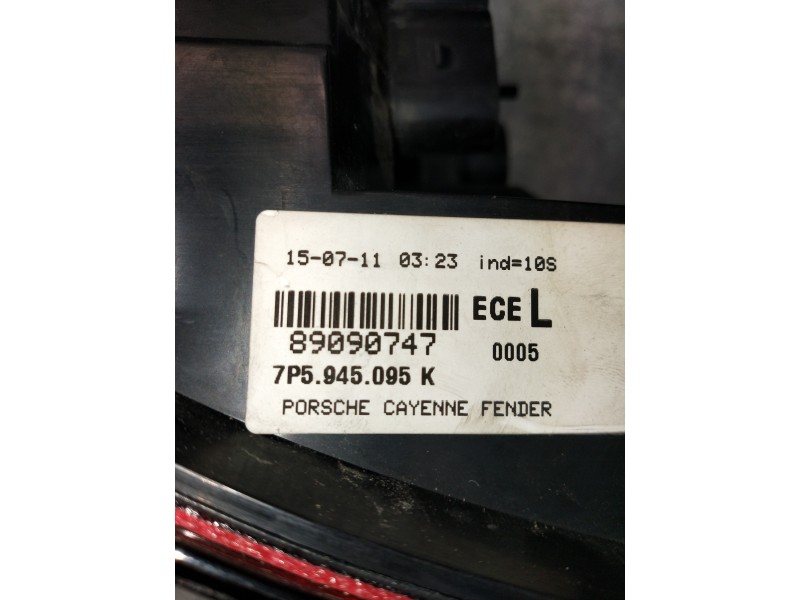 15-07-11 03:23 ind=10S
ECE L
89090747 0005
7P5.945.095 K
PORSCHE CAYENNE FENDER